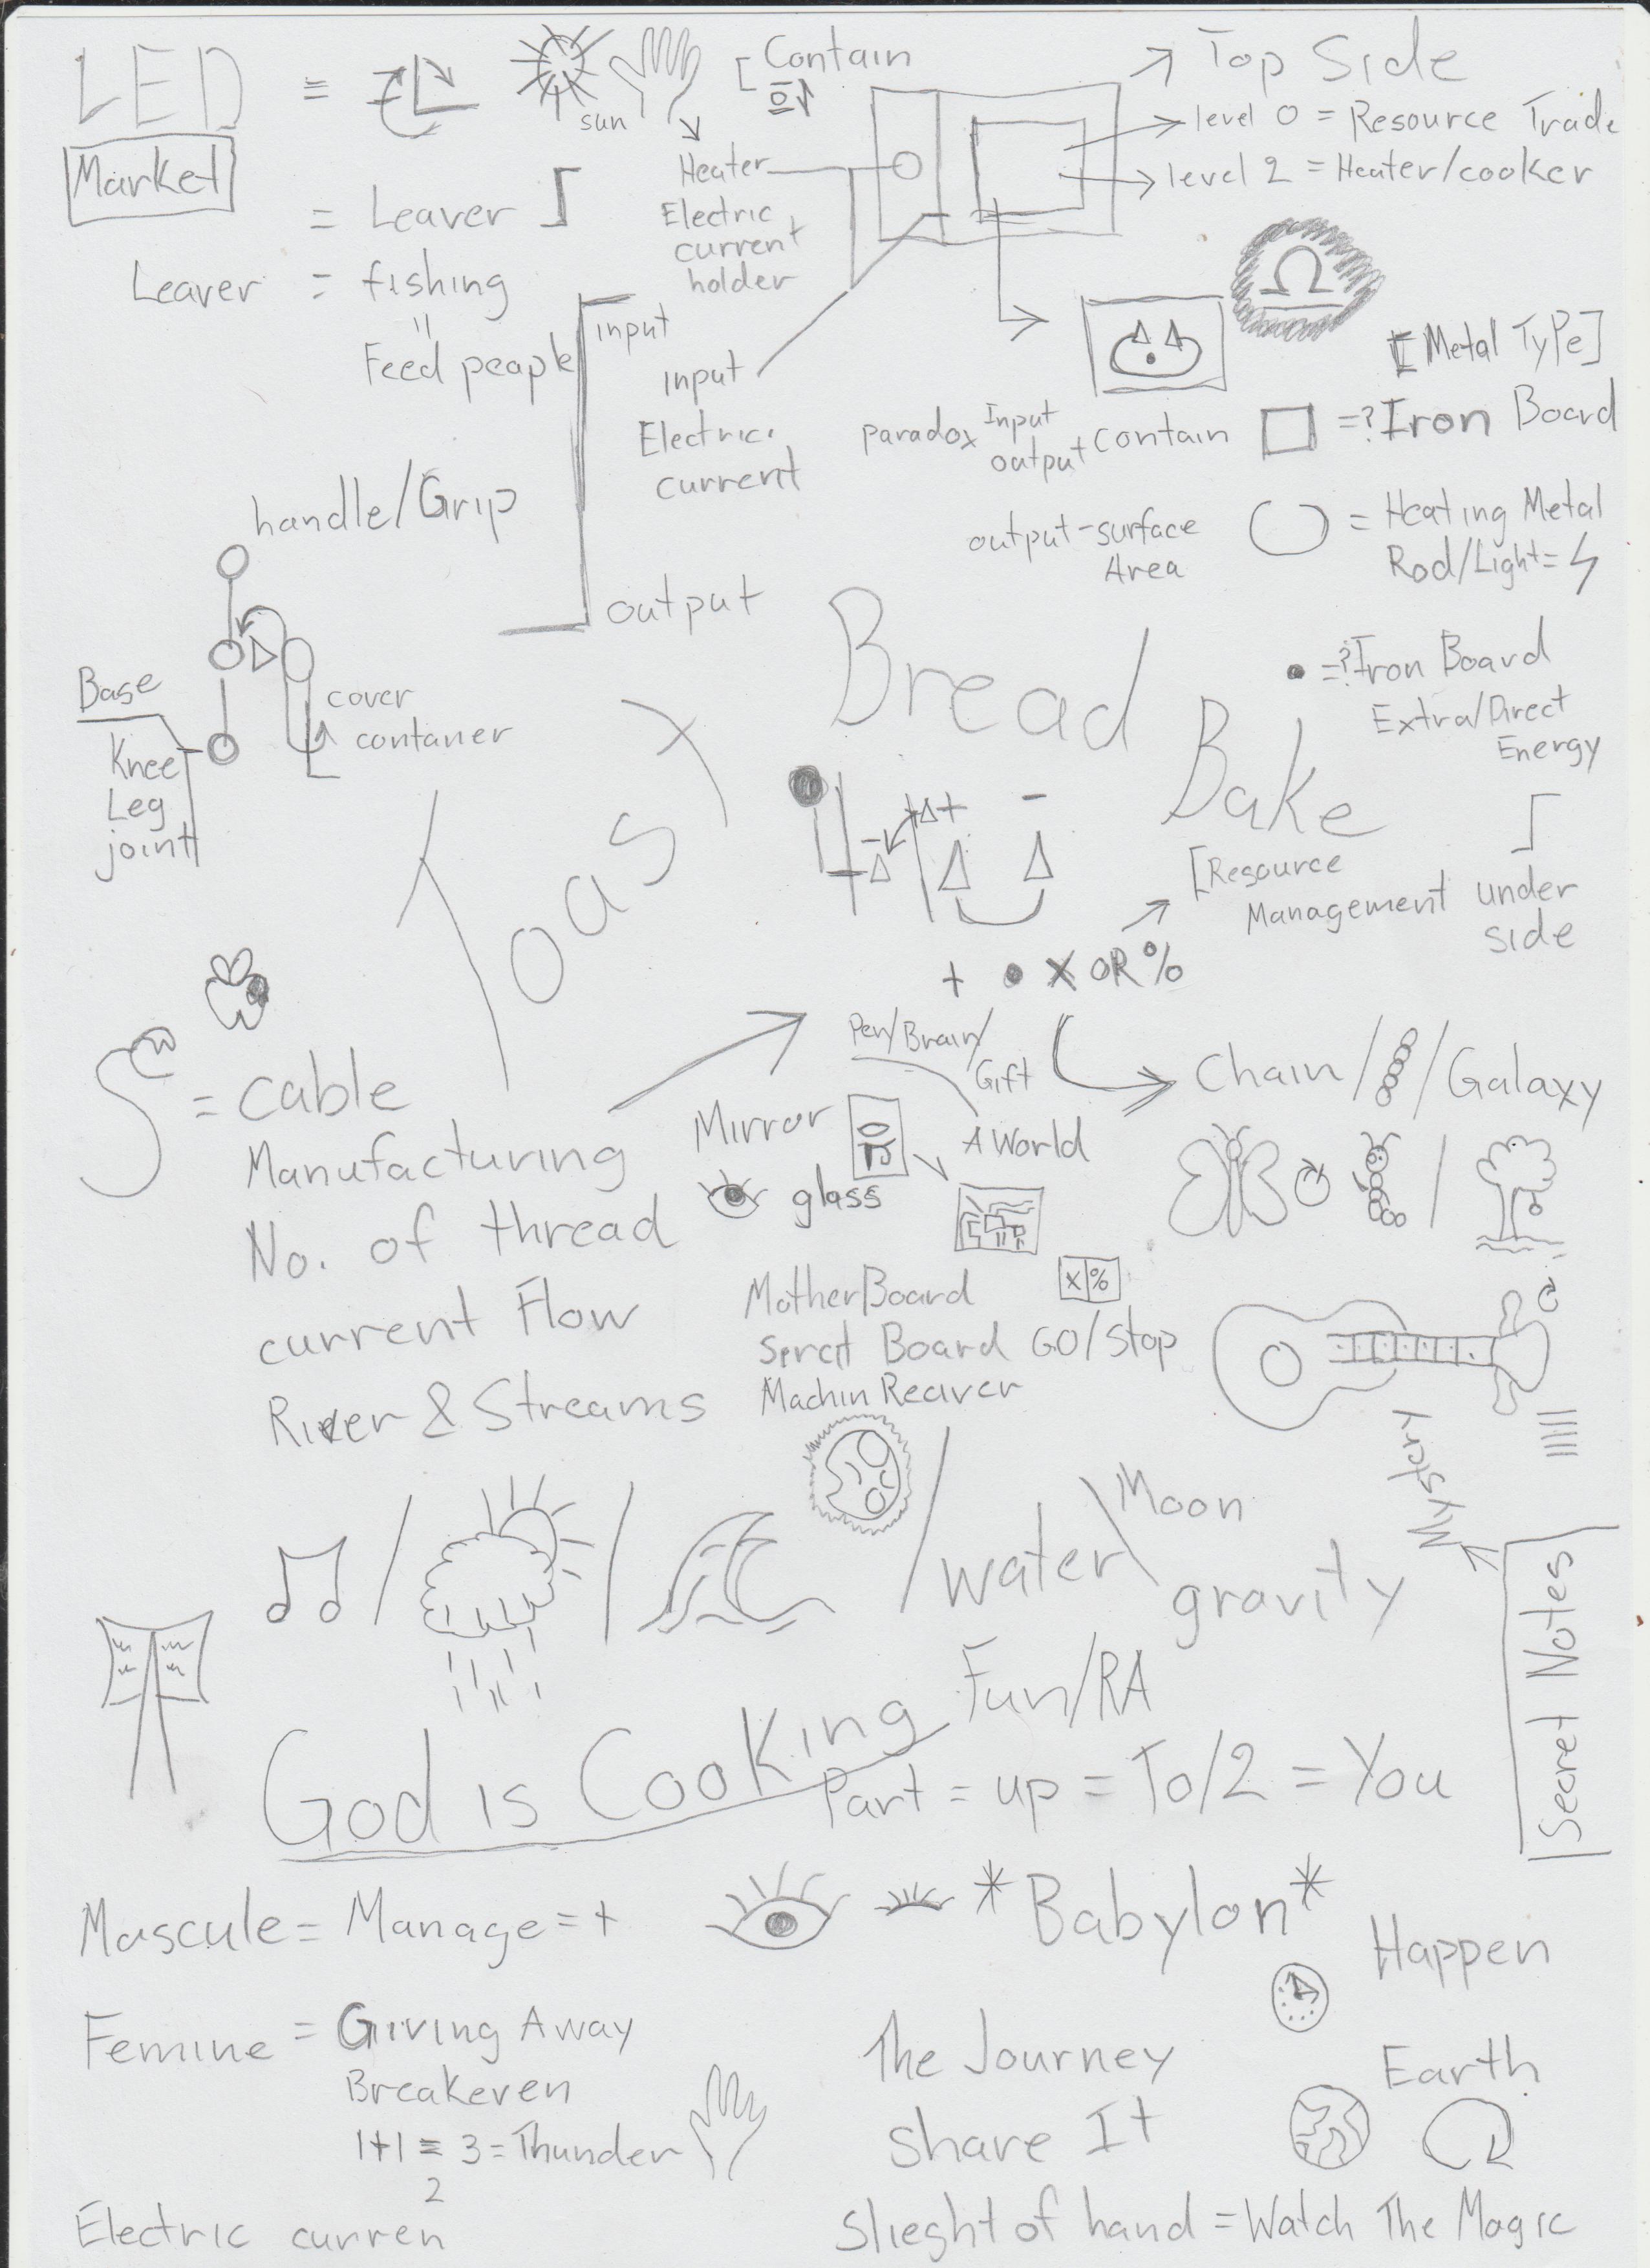 LED ≡
sun
[Contain
Top Side
Market
level 0 = Resource Trade
level 2 = Heater/cooker
Heater
Electric
current
holder
= Leaver
Leaver = fishing
=
Feed peaple
input
input
Electric
current
[Metal TyPe]
paradox Input
output contain
=? Iron Board
output-surface
Area
= Heating Metal
Rod/Light=
handle/Grip
output
Base
Knee
Leg
joint
cover
contaner
Bread
=? Iron Board
Extra/Direct
Energy
Toast
Bake
[Resource
Management
under
side
- + -
+ • X OR %
= cable
Manufacturing
No. of thread
current Flow
River & Streams
Pen/Brain/
Gift
A World
Mirror
glass
Chain / / Galaxy
MotherBoard
Sircit Board
Machin Reciver
X %
GO/Stop
Mystery
Secret Notes
/ / / water
Moon
gravity
God is Cooking
Fun/RA
Part = up = To/2 = You
Muscule = Manage = +
*Babylon*
Happen
Femine = Giving Away
Breakeven
1+1 ≡ 3 = Thunder
2
The Journey
share It
Earth
Electric curren
Slieght of hand = Watch The Magic